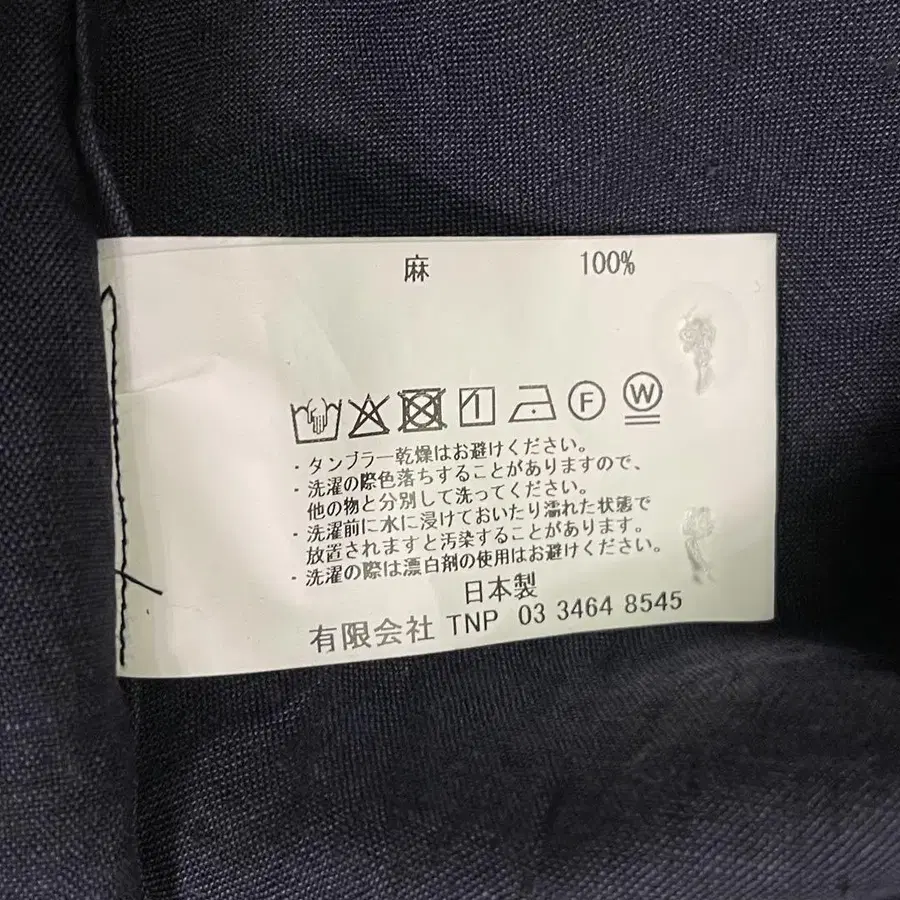 麻 100%
F W
・タンブラー乾燥はお避けください。
・洗濯の際色落ちすることがありますので、
他の物と分別して洗ってください。
・洗濯前に水に浸けておいたり濡れた状態で
放置されますと汚染することがあります。
・洗濯の際は漂白剤の使用はお避けください。
日本製
有限会社 TNP 03 3464 8545